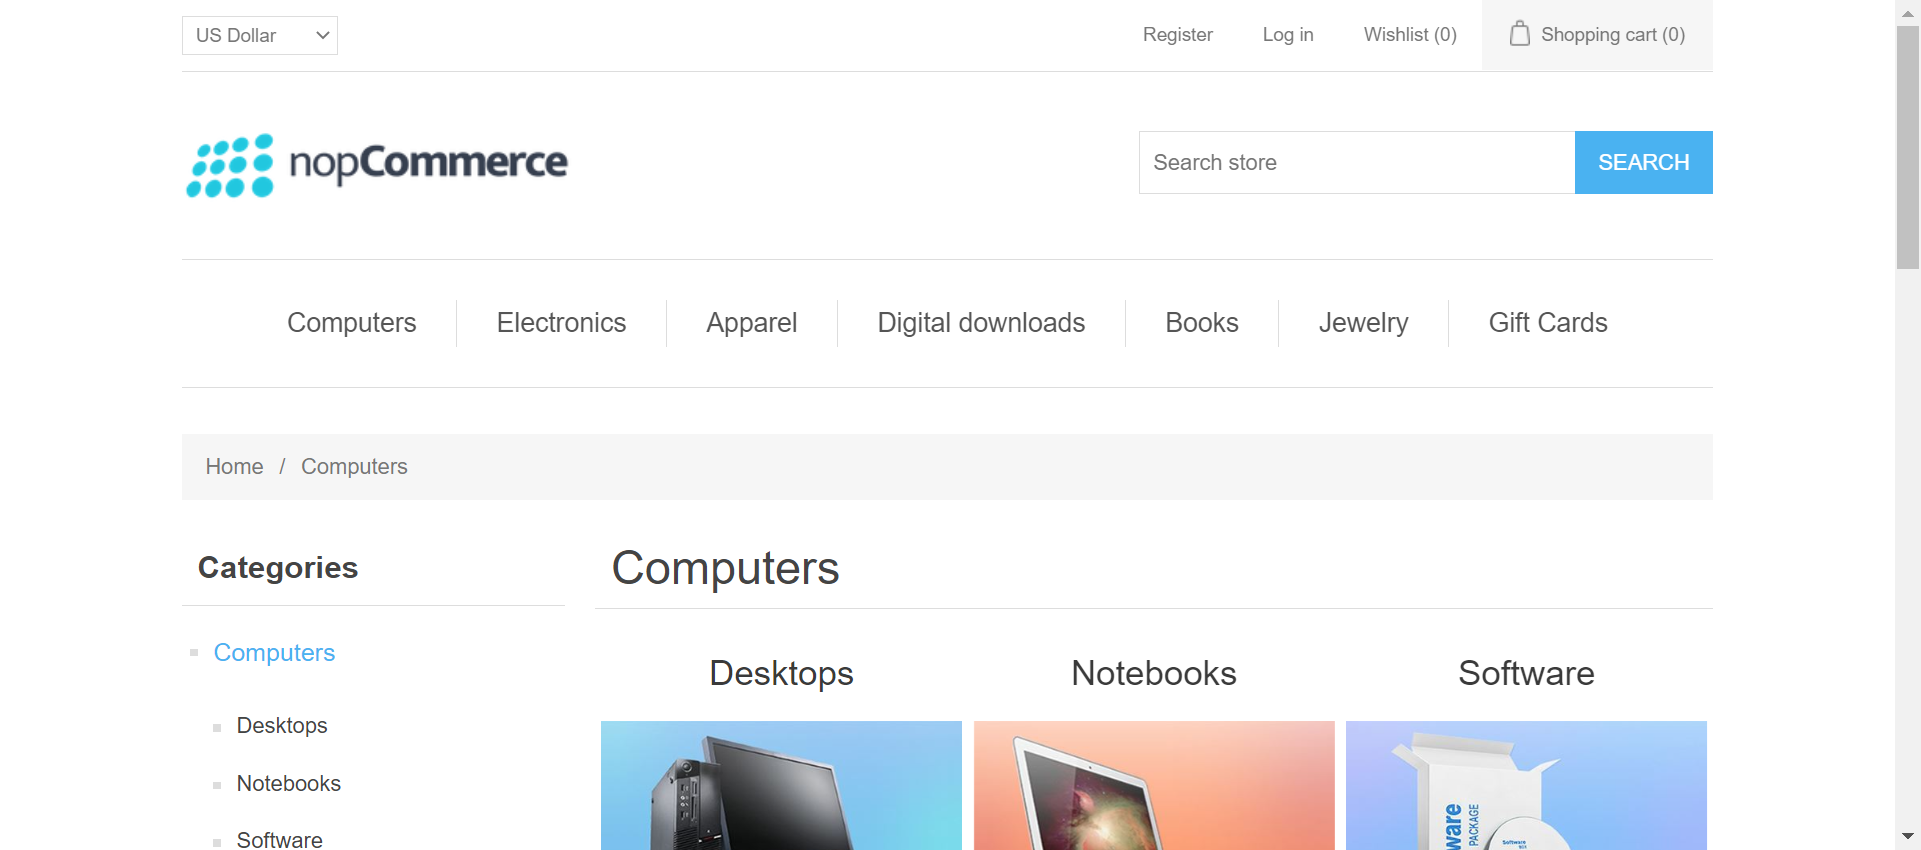 US Dollar
Register Log in Wishlist (0) Shopping cart (0)
nopCommerce
Search store SEARCH
Computers Electronics Apparel Digital downloads Books Jewelry Gift Cards
Home / Computers
Categories
Computers
Computers
Desktops Notebooks Software
Desktops
Notebooks
Software
ware
PACKAGE
Software